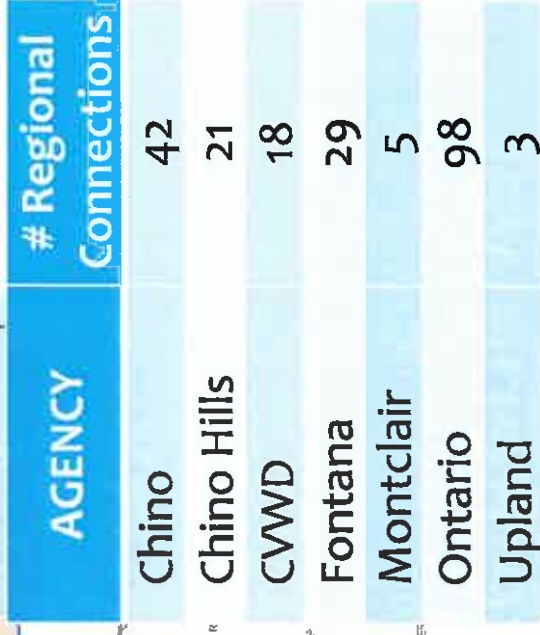 AGENCY # Regional
Connections
Chino 42
Chino Hills 21
CVWD 18
Fontana 29
Montclair 5
Ontario 98
Upland 3